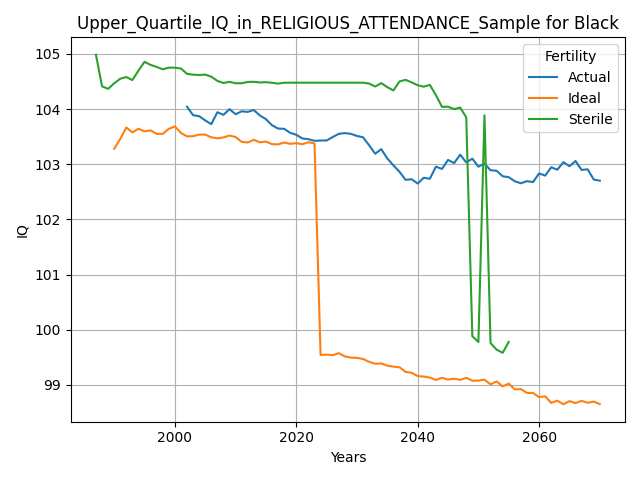 Upper_Quartile_IQ_in_RELIGIOUS_ATTENDANCE_Sample for Black
Fertility
Actual
Ideal
Sterile
105
104
103
102
101
100
99
IQ
2000
2020
2040
2060
Years